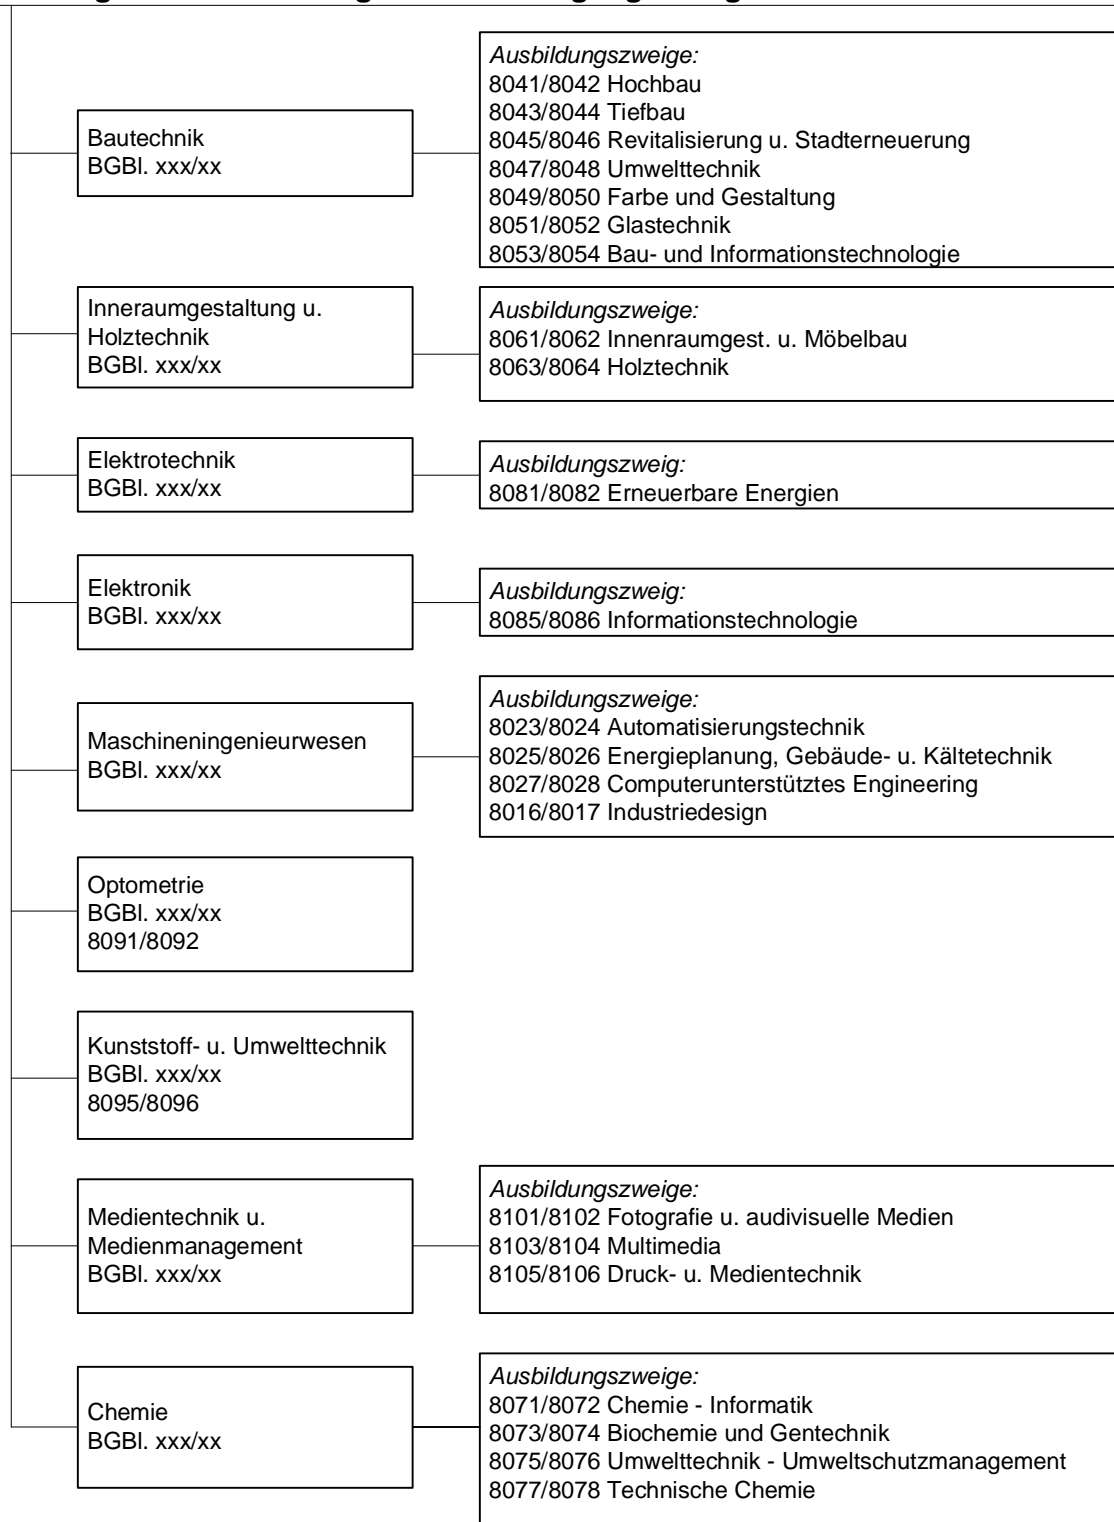 Bautechnik
BGBl. xxx/xx
Ausbildungszweige:
8041/8042 Hochbau
8043/8044 Tiefbau
8045/8046 Revitalisierung u. Stadterneuerung
8047/8048 Umwelttechnik
8049/8050 Farbe und Gestaltung
8051/8052 Glastechnik
8053/8054 Bau- und Informationstechnologie
Inneraumgestaltung u.
Holztechnik
BGBl. xxx/xx
Ausbildungszweige:
8061/8062 Innenraumgest. u. Möbelbau
8063/8064 Holztechnik
Elektrotechnik
BGBl. xxx/xx
Ausbildungszweig:
8081/8082 Erneuerbare Energien
Elektronik
BGBl. xxx/xx
Ausbildungszweig:
8085/8086 Informationstechnologie
Maschineningenieurwesen
BGBl. xxx/xx
Ausbildungszweige:
8023/8024 Automatisierungstechnik
8025/8026 Energieplanung, Gebäude- u. Kältetechnik
8027/8028 Computerunterstütztes Engineering
8016/8017 Industriedesign
Optometrie
BGBl. xxx/xx
8091/8092
Kunststoff- u. Umwelttechnik
BGBl. xxx/xx
8095/8096
Medientechnik u.
Medienmanagement
BGBl. xxx/xx
Ausbildungszweige:
8101/8102 Fotografie u. audivisuelle Medien
8103/8104 Multimedia
8105/8106 Druck- u. Medientechnik
Chemie
BGBl. xxx/xx
Ausbildungszweige:
8071/8072 Chemie - Informatik
8073/8074 Biochemie und Gentechnik
8075/8076 Umwelttechnik - Umweltschutzmanagement
8077/8078 Technische Chemie